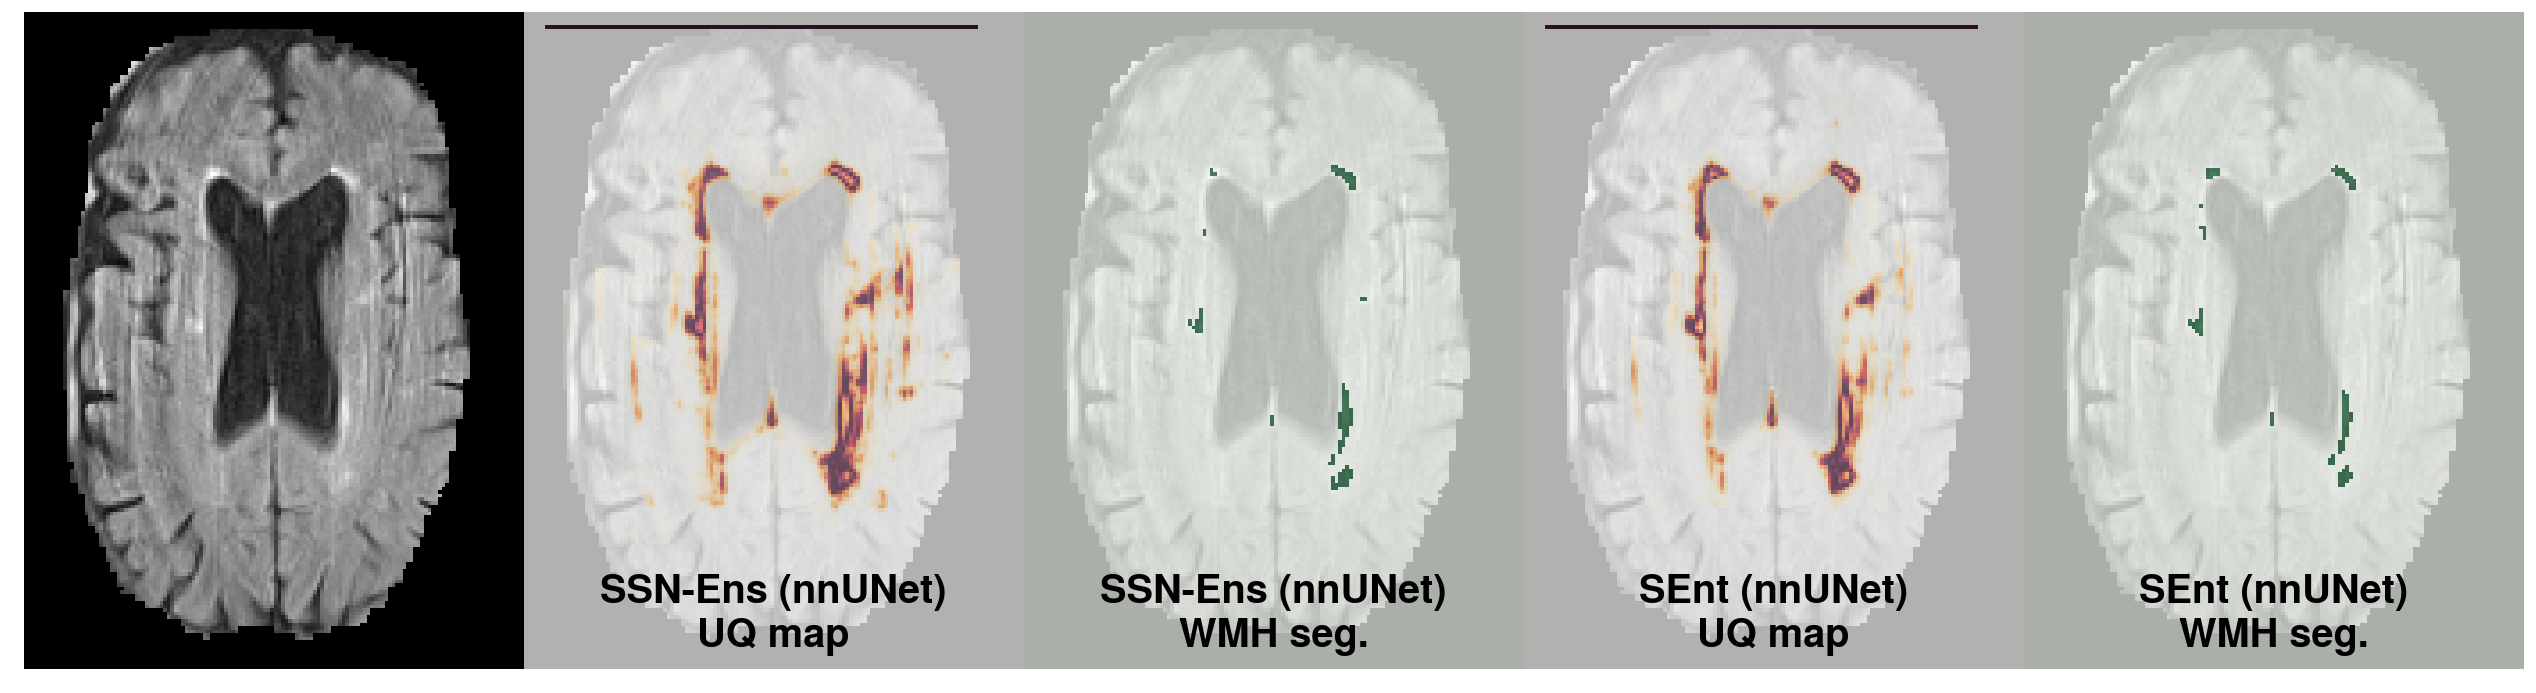 SSN-Ens (nnUNet)
UQ map
SSN-Ens (nnUNet)
WMH seg.
SEnt (nnUNet)
UQ map
SEnt (nnUNet)
WMH seg.